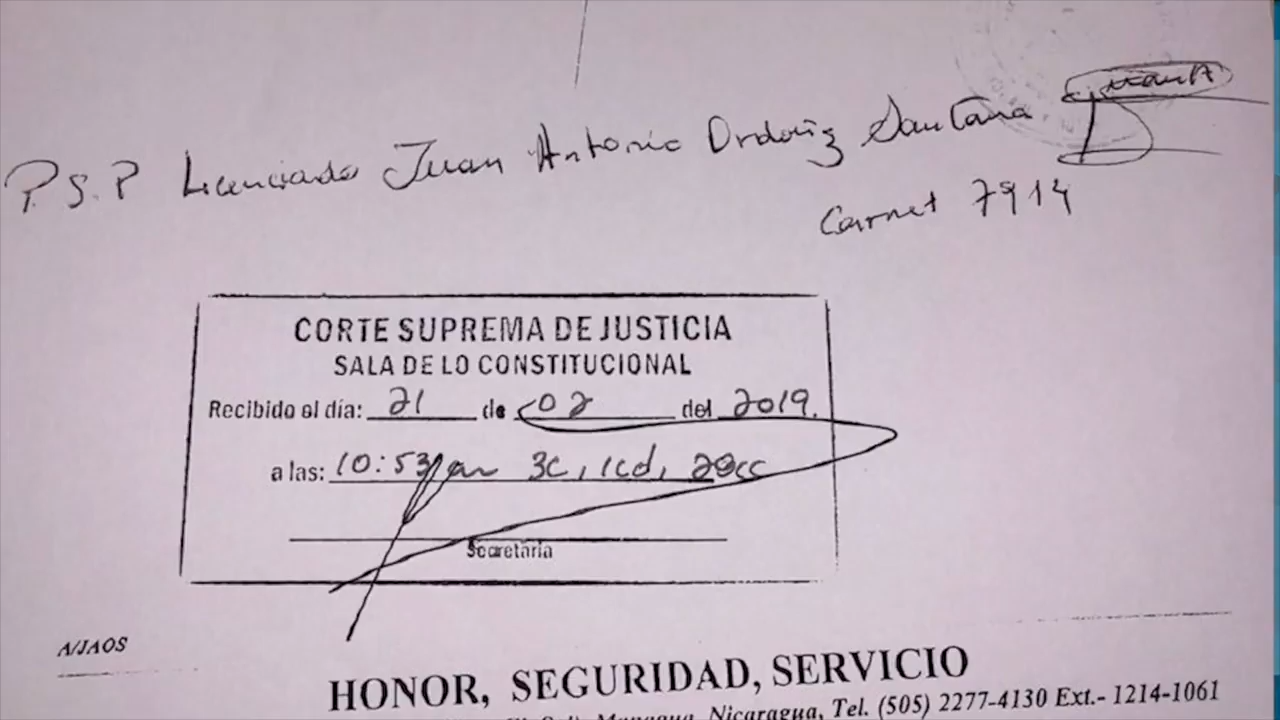 P.S.P Licenciado Juan Antonio Ordoñiz Santana
Carnet 7914
CORTE SUPREMA DE JUSTICIA
SALA DE LO CONSTITUCIONAL
Recibido el día: 21 de 02 del 2019.
a las: 10:53 am 3c, 1cd, 20cc
Secretaria
A/JAOS
HONOR, SEGURIDAD, SERVICIO
Managua, Nicaragua, Tel. (505) 2277-4130 Ext.- 1214-1061